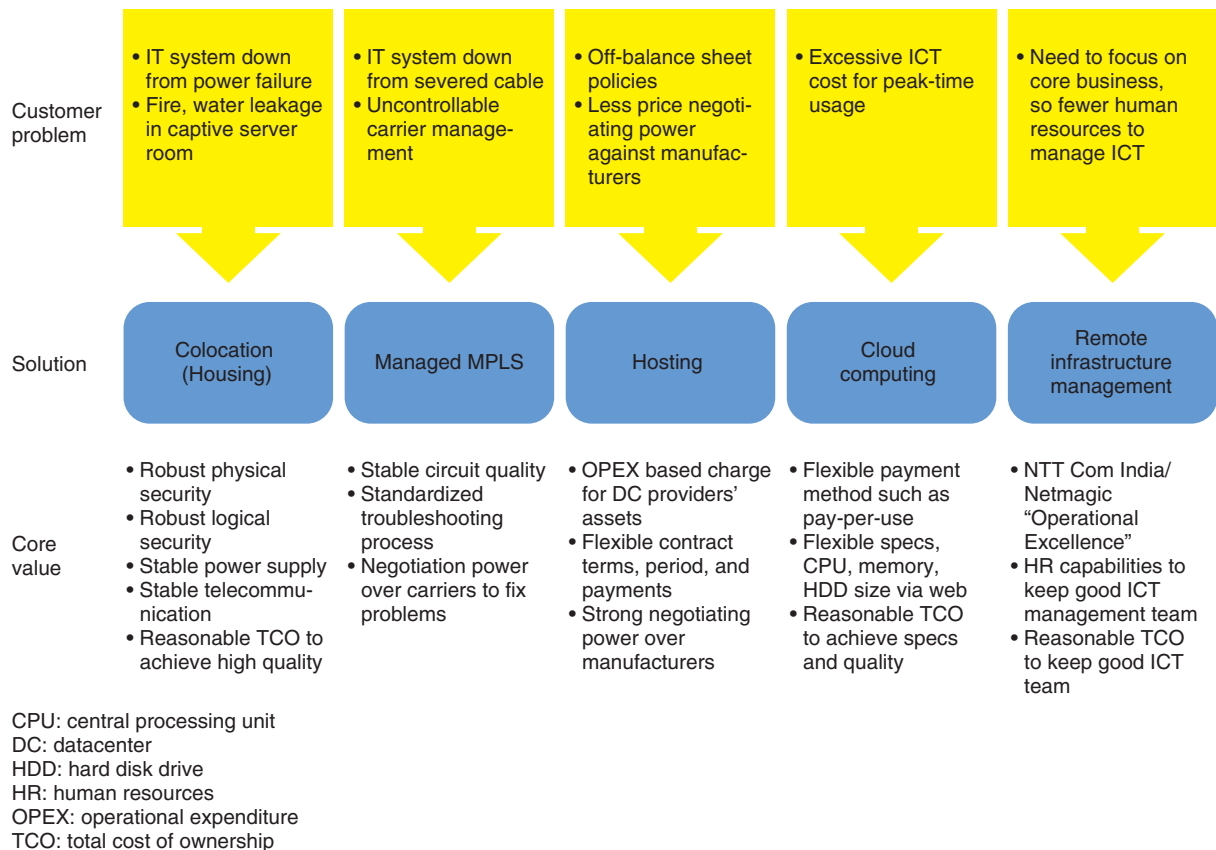 Customer
problem
• IT system down
from power failure
• Fire, water leakage
in captive server
room
• IT system down
from severed cable
• Uncontrollable
carrier manage-
ment
• Off-balance sheet
policies
• Less price negoti-
ating power
against manufac-
turers
• Excessive ICT
cost for peak-time
usage
• Need to focus on
core business,
so fewer human
resources to
manage ICT
Solution
Colocation
(Housing)
Managed MPLS
Hosting
Cloud
computing
Remote
infrastructure
management
Core
value
• Robust physical
security
• Robust logical
security
• Stable power supply
• Stable telecommu-
nication
• Reasonable TCO to
achieve high quality
• Stable circuit quality
• Standardized
troubleshooting
process
• Negotiation power
over carriers to fix
problems
• OPEX based charge
for DC providers’
assets
• Flexible contract
terms, period, and
payments
• Strong negotiating
power over
manufacturers
• Flexible payment
method such as
pay-per-use
• Flexible specs,
CPU, memory,
HDD size via web
• Reasonable TCO
to achieve specs
and quality
• NTT Com India/
Netmagic
“Operational
Excellence”
• HR capabilities to
keep good ICT
management team
• Reasonable TCO
to keep good ICT
team
CPU: central processing unit
DC: datacenter
HDD: hard disk drive
HR: human resources
OPEX: operational expenditure
TCO: total cost of ownership